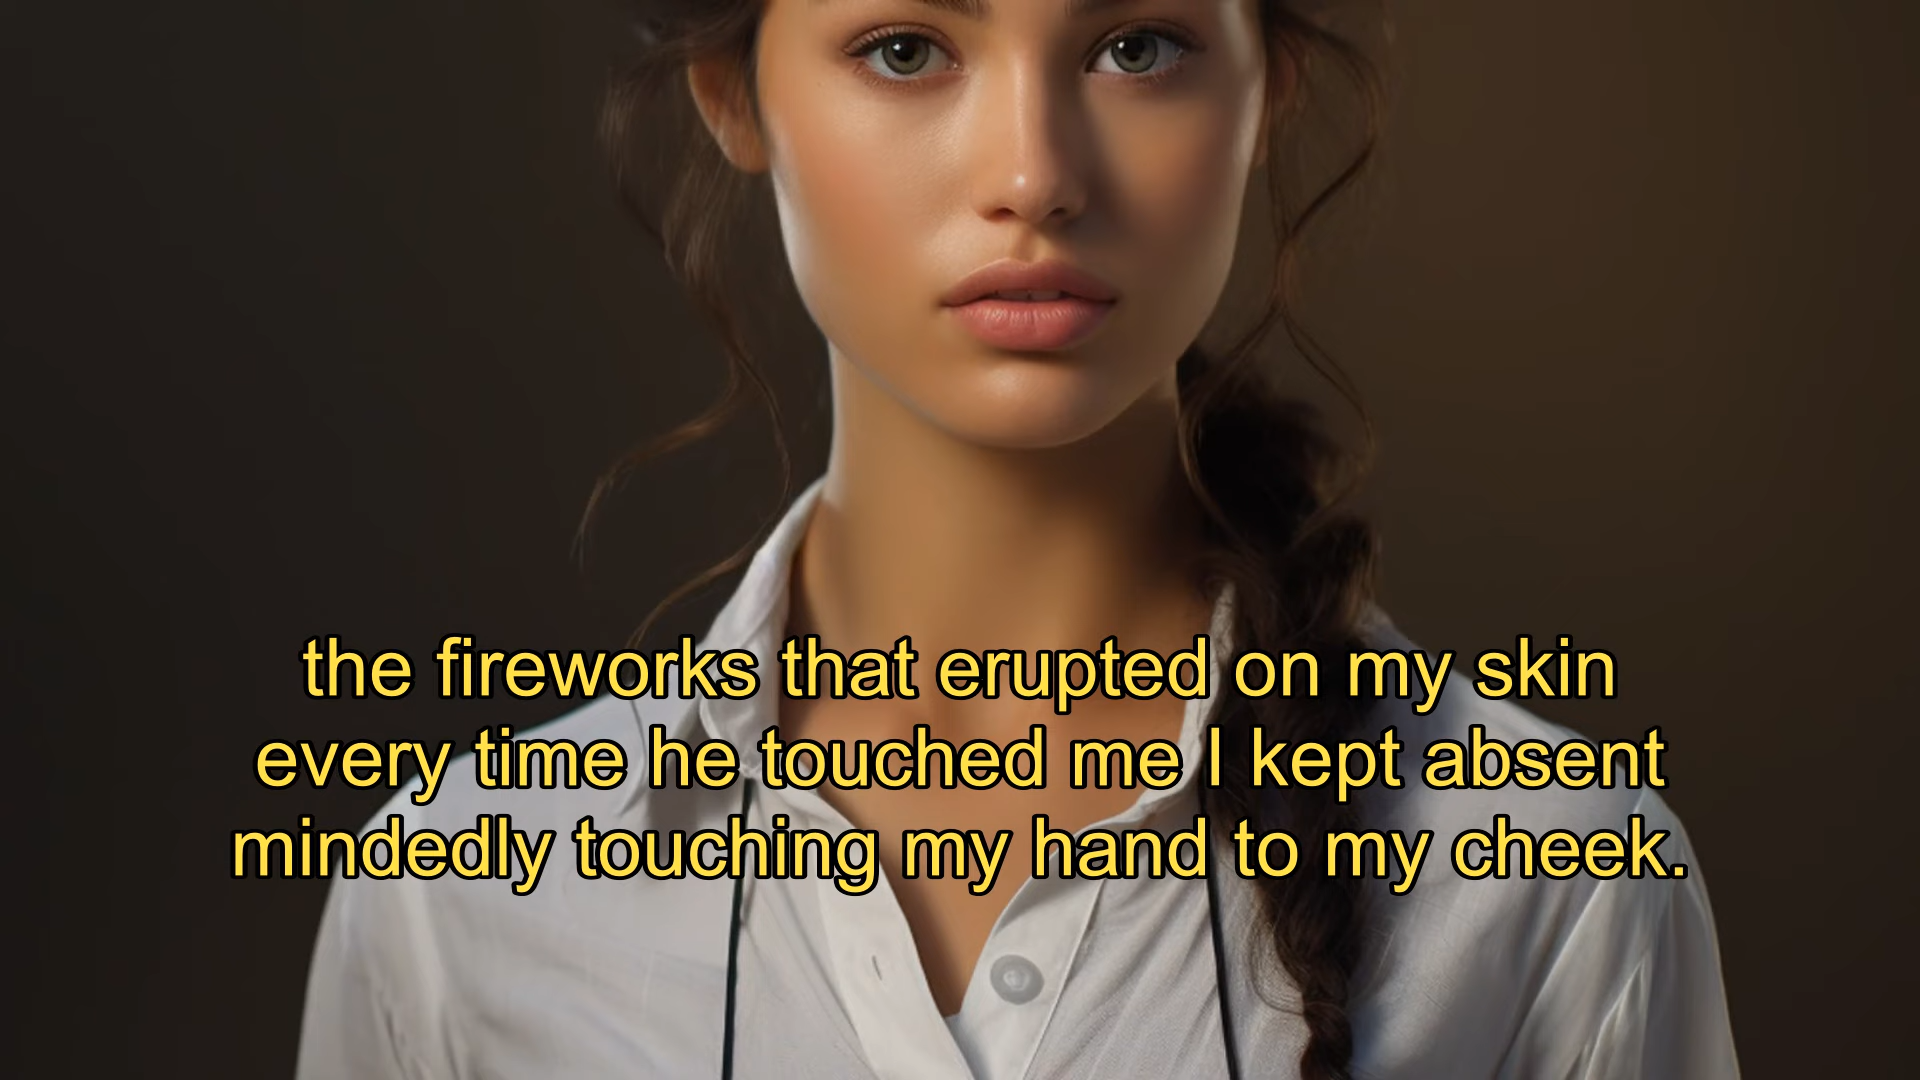 the fireworks that erupted on my skin
every time he touched me I kept absent
mindedly touching my hand to my cheek.